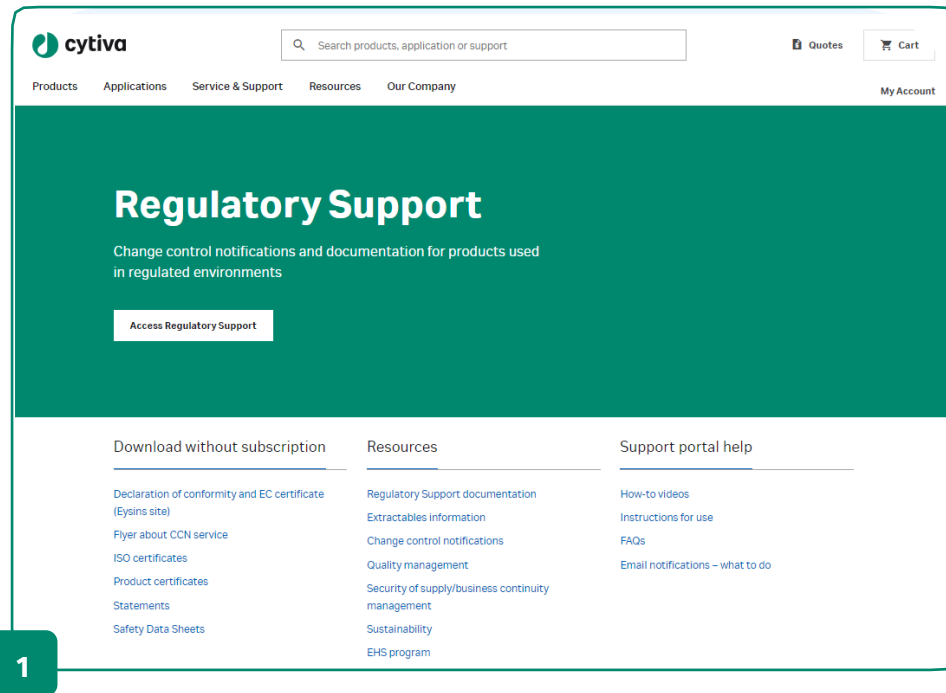 cytiva
Search products, application or support
Quotes
Cart
Products Applications Service & Support Resources Our Company
My Account
Regulatory Support
Change control notifications and documentation for products used
in regulated environments
Access Regulatory Support
Download without subscription
Declaration of conformity and EC certificate
(Eysins site)
Flyer about CCN service
ISO certificates
Product certificates
Statements
Safety Data Sheets
Resources
Regulatory Support documentation
Extractables information
Change control notifications
Quality management
Security of supply/business continuity
management
Sustainability
EHS program
Support portal help
How-to videos
Instructions for use
FAQs
Email notifications – what to do
1